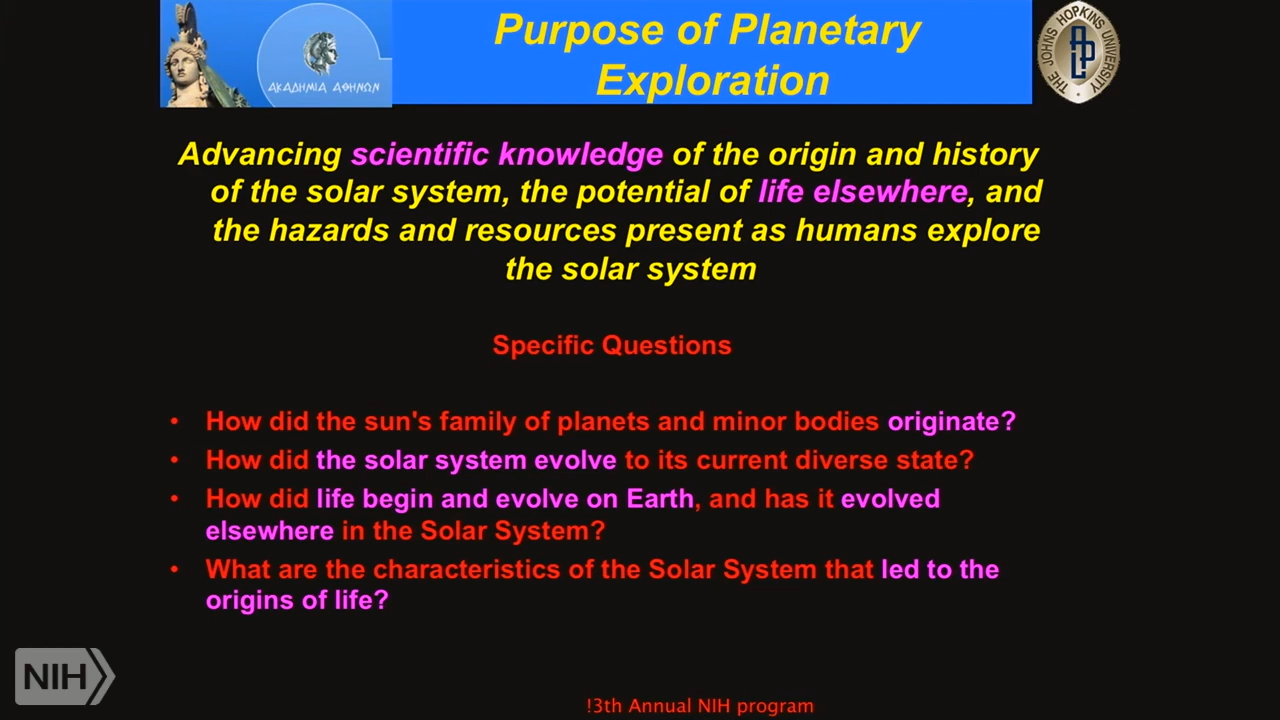 Purpose of Planetary
Exploration
ΑΚΑΔΗΜΙΑ ΑΘΗΝΩΝ
THE JOHNS HOPKINS UNIVERSITY
APL
Advancing scientific knowledge of the origin and history
of the solar system, the potential of life elsewhere, and
the hazards and resources present as humans explore
the solar system
Specific Questions
• How did the sun's family of planets and minor bodies originate?
• How did the solar system evolve to its current diverse state?
• How did life begin and evolve on Earth, and has it evolved
elsewhere in the Solar System?
• What are the characteristics of the Solar System that led to the
origins of life?
NIH
!3th Annual NIH program